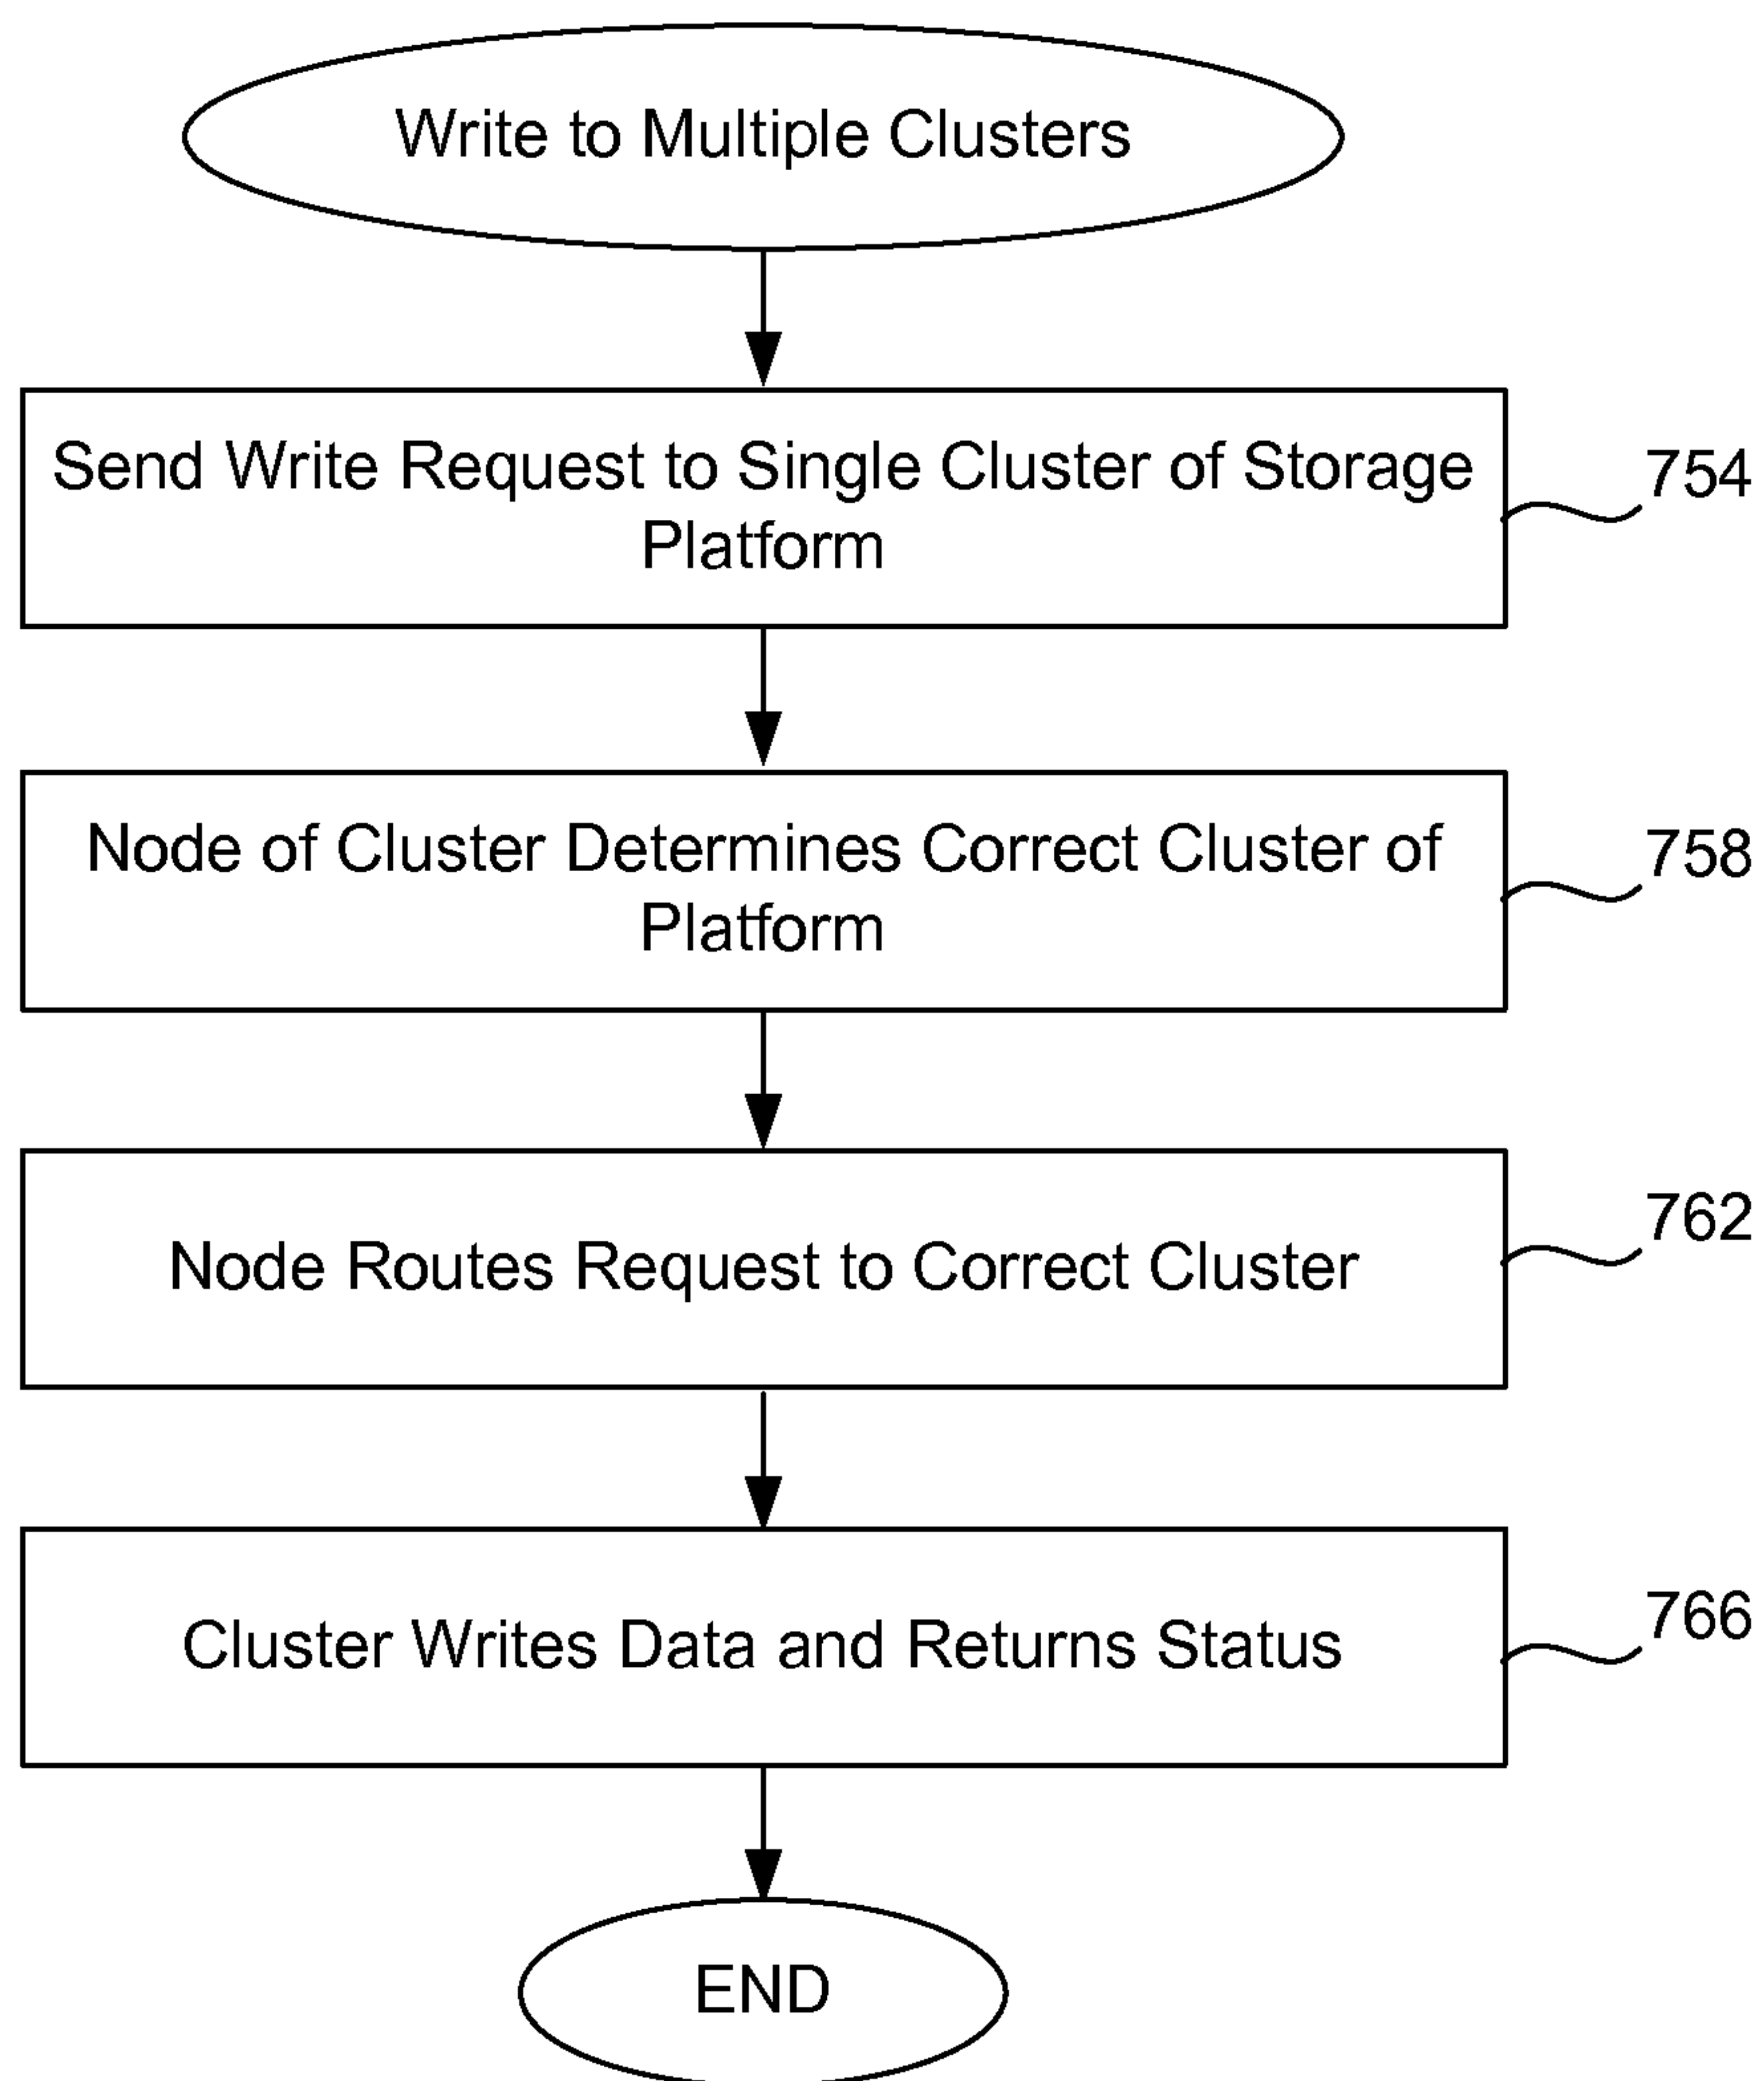 Write to Multiple Clusters
Send Write Request to Single Cluster of Storage
Platform
754
Node of Cluster Determines Correct Cluster of
Platform
758
Node Routes Request to Correct Cluster
762
Cluster Writes Data and Returns Status
766
END